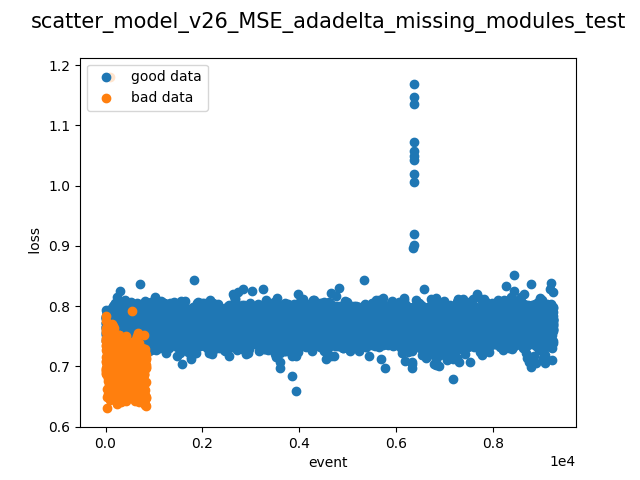 scatter_model_v26_MSE_adadelta_missing_modules_test
good data
bad data
1.2
1.1
1.0
0.9
0.8
0.7
0.6
loss
0.0 0.2 0.4 0.6 0.8
1e4
event